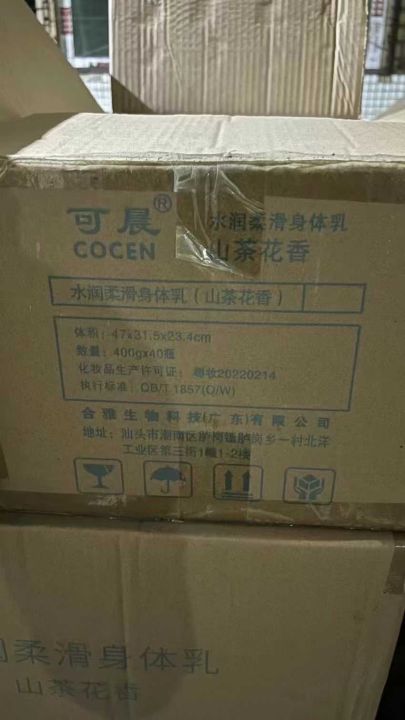 可晨®
COCEN
水润柔滑身体乳
山茶花香
水润柔滑身体乳（山茶花香）
体积：47x31.5x23.4cm
数量：400gx40瓶
化妆品生产许可证：粤妆20220214
执行标准：QB/T 1857(O/W)
合雅生物科技(广东)有限公司
地址：汕头市潮南区胪岗镇胪岗乡一村北洋
工业区第三街1幢1-2楼
柔滑身体乳
山茶花香